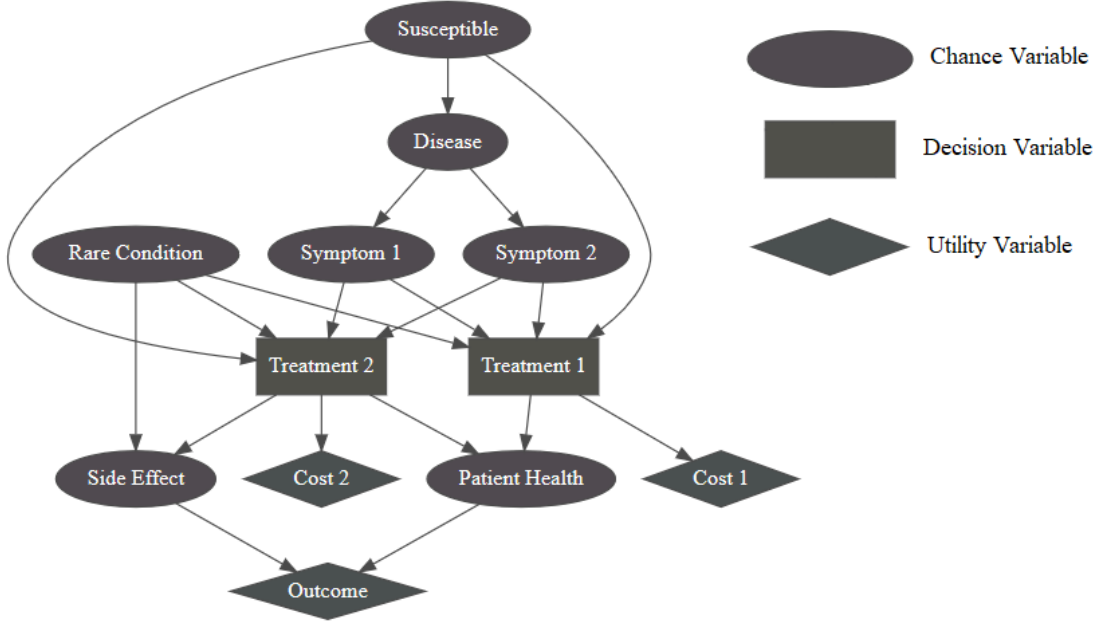 Susceptible
Chance Variable
Disease
Decision Variable
Rare Condition
Symptom 1
Symptom 2
Utility Variable
Treatment 2
Treatment 1
Side Effect
Cost 2
Patient Health
Cost 1
Outcome